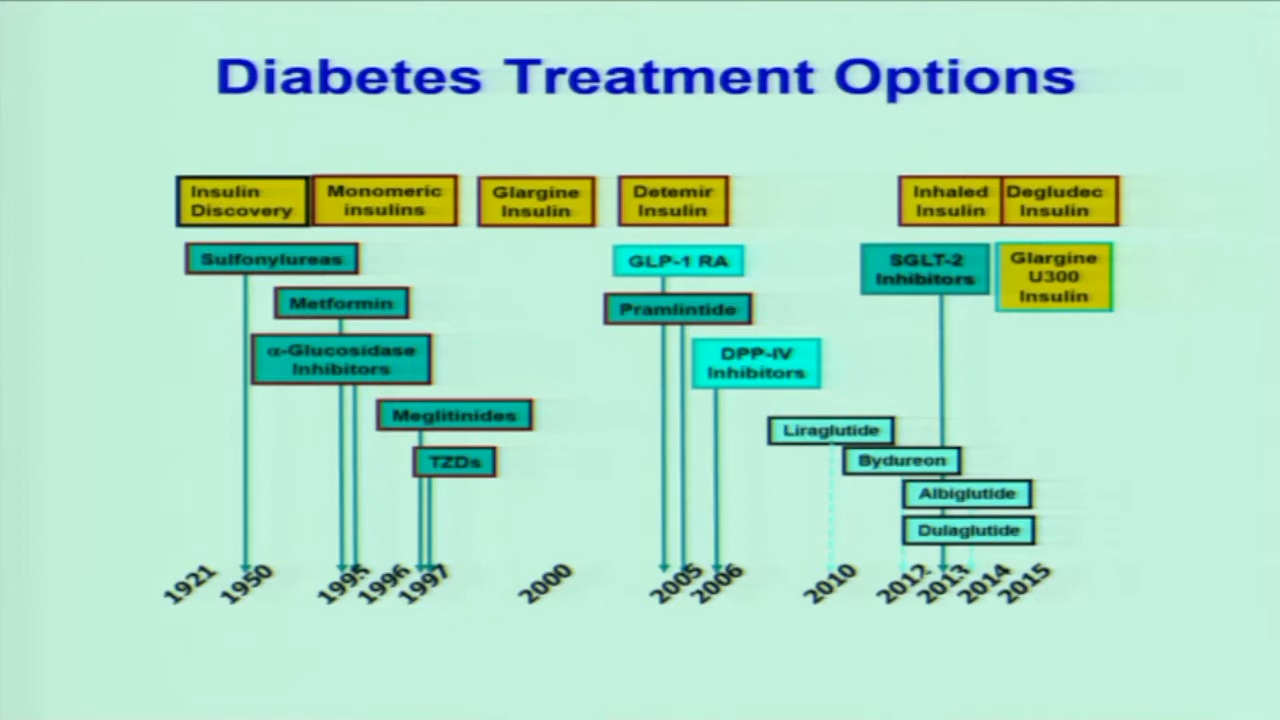 Diabetes Treatment Options
Insulin
Discovery
Monomeric
insulins
Glargine
Insulin
Detemir
Insulin
Inhaled
Insulin
Degludec
Insulin
Sulfonylureas
GLP-1 RA
SGLT-2
Inhibitors
Glargine
U300
Insulin
Metformin
Pramlintide
α-Glucosidase
Inhibitors
DPP-IV
Inhibitors
Meglitinides
Liraglutide
TZDs
Bydureon
Albiglutide
Dulaglutide
1921
1950
1995
1996
1997
2000
2005
2006
2010
2012
2013
2014
2015